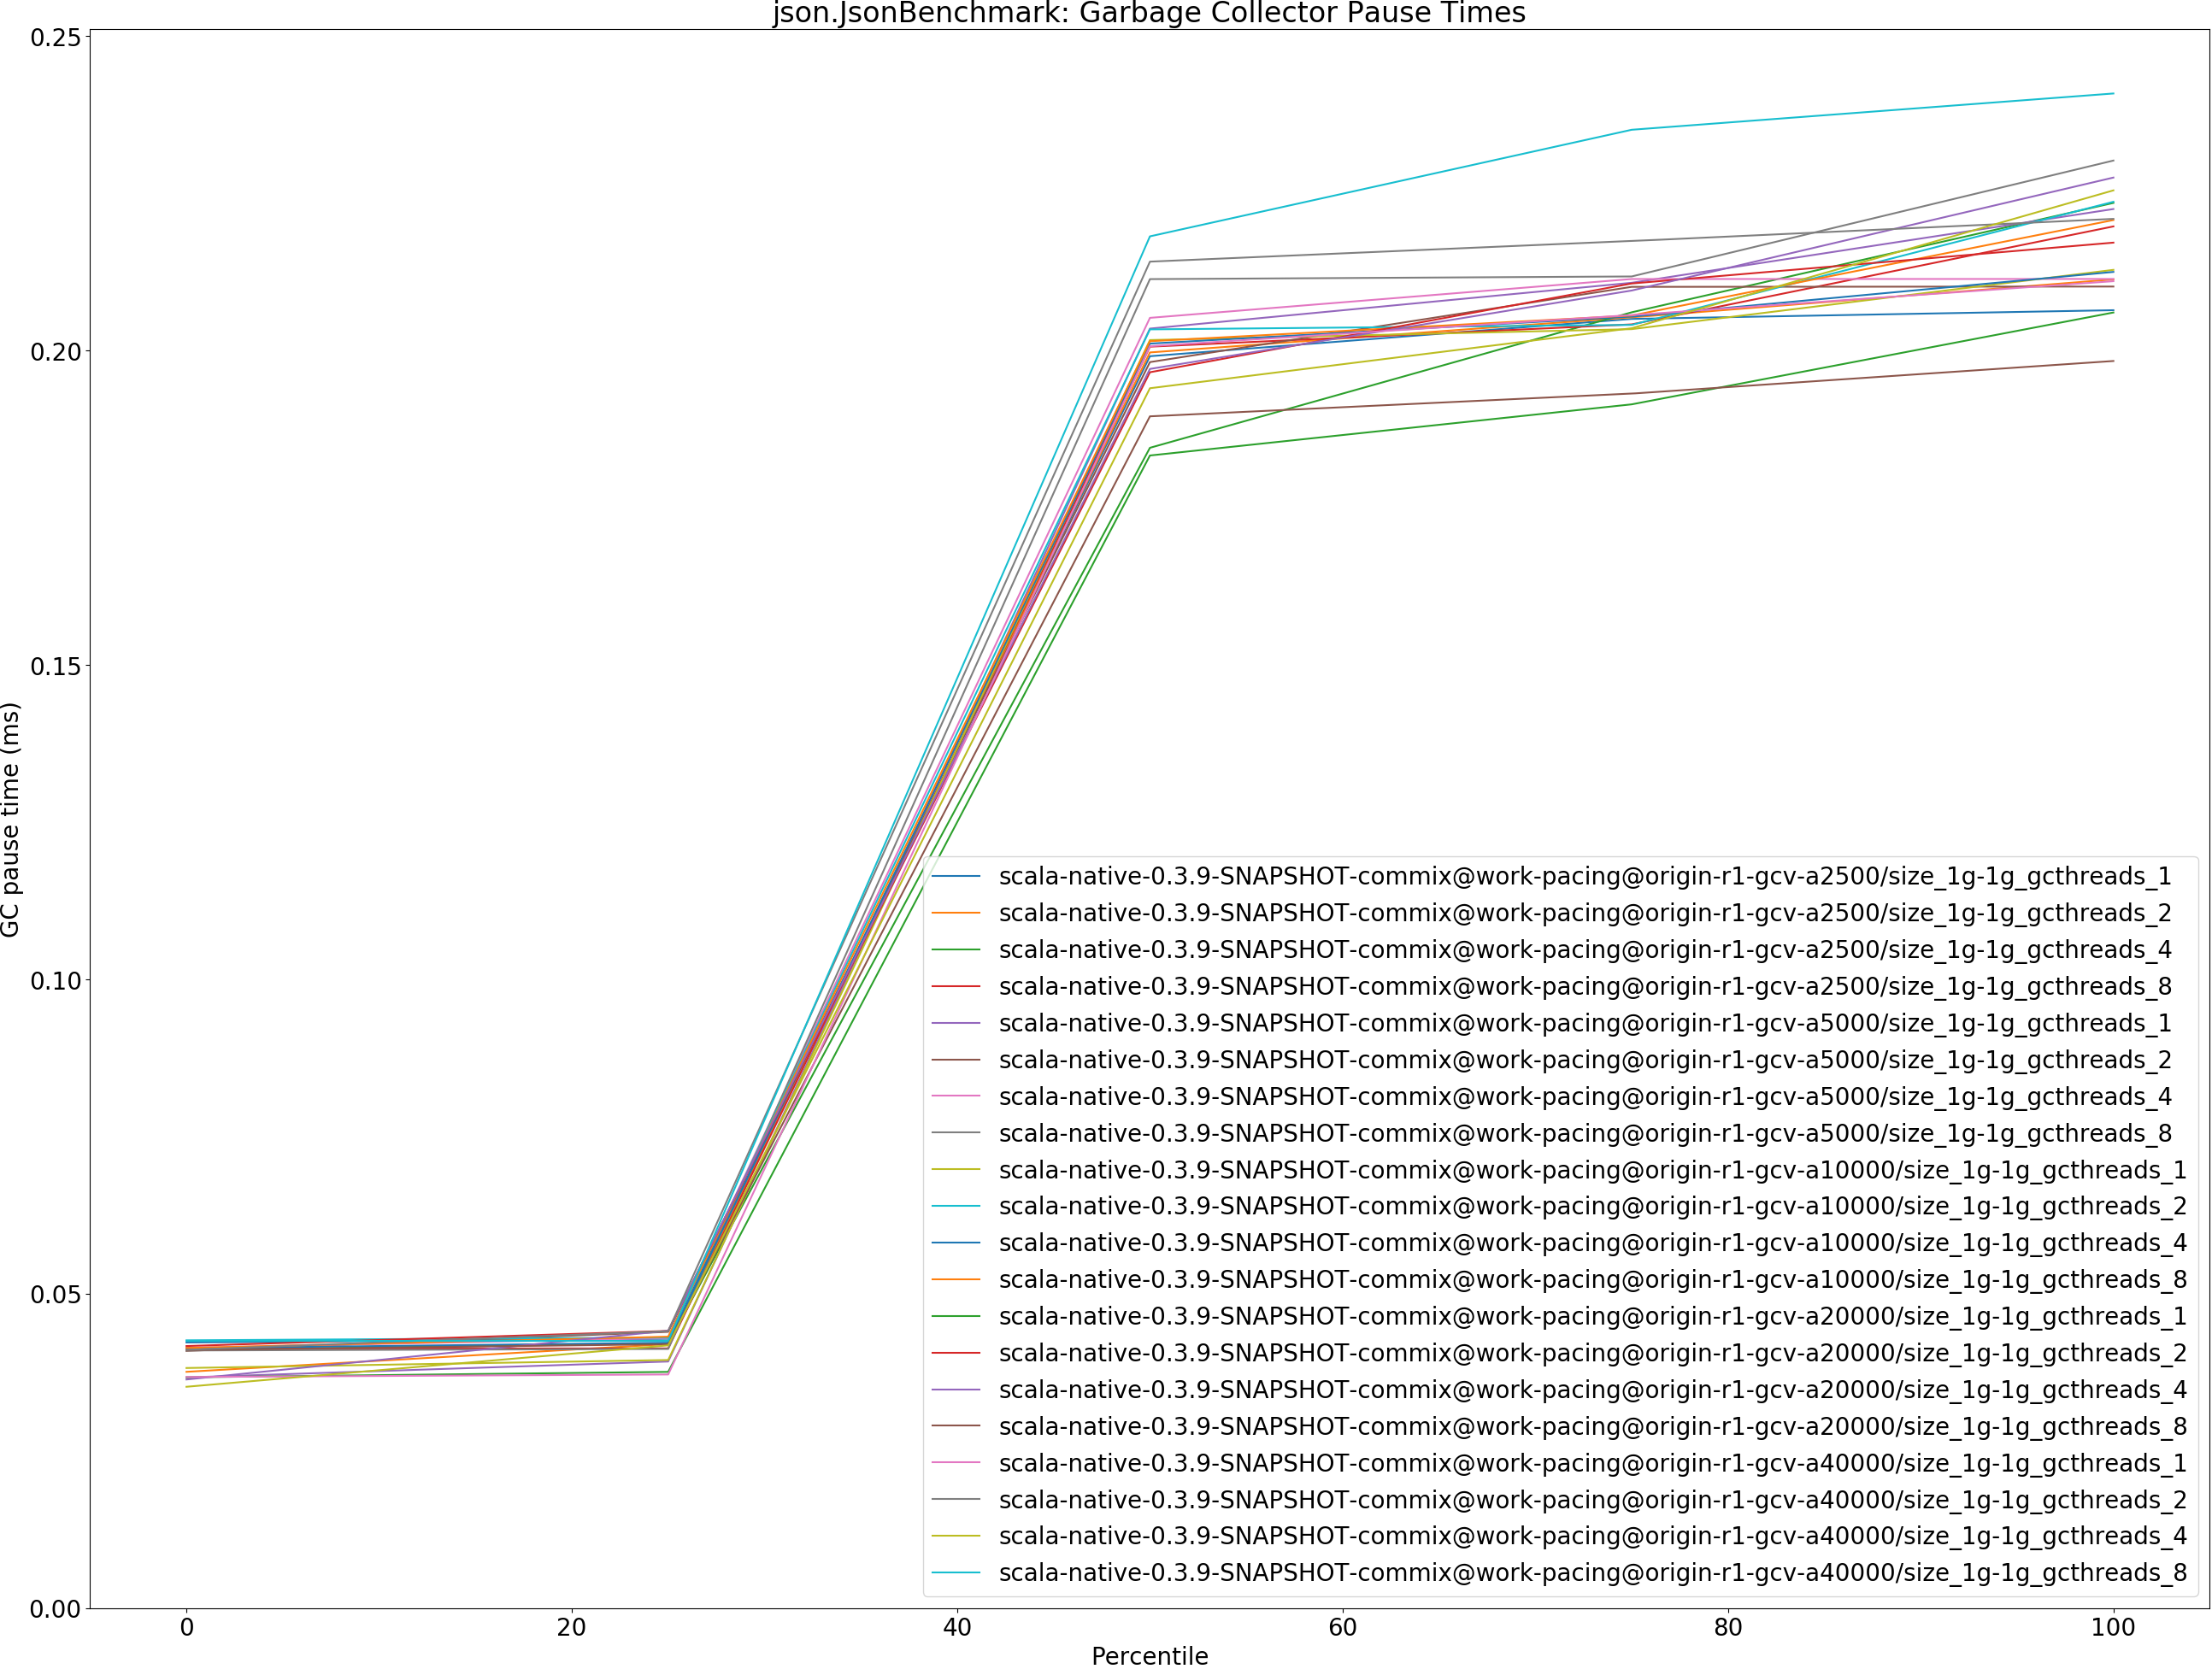 json.JsonBenchmark: Garbage Collector Pause Times
0.25
0.20
0.15
0.10
0.05
0.00
GC pause time (ms)
scala-native-0.3.9-SNAPSHOT-commix@work-pacing@origin-r1-gcv-a2500/size_1g-1g_gcthreads_1
scala-native-0.3.9-SNAPSHOT-commix@work-pacing@origin-r1-gcv-a2500/size_1g-1g_gcthreads_2
scala-native-0.3.9-SNAPSHOT-commix@work-pacing@origin-r1-gcv-a2500/size_1g-1g_gcthreads_4
scala-native-0.3.9-SNAPSHOT-commix@work-pacing@origin-r1-gcv-a2500/size_1g-1g_gcthreads_8
scala-native-0.3.9-SNAPSHOT-commix@work-pacing@origin-r1-gcv-a5000/size_1g-1g_gcthreads_1
scala-native-0.3.9-SNAPSHOT-commix@work-pacing@origin-r1-gcv-a5000/size_1g-1g_gcthreads_2
scala-native-0.3.9-SNAPSHOT-commix@work-pacing@origin-r1-gcv-a5000/size_1g-1g_gcthreads_4
scala-native-0.3.9-SNAPSHOT-commix@work-pacing@origin-r1-gcv-a5000/size_1g-1g_gcthreads_8
scala-native-0.3.9-SNAPSHOT-commix@work-pacing@origin-r1-gcv-a10000/size_1g-1g_gcthreads_1
scala-native-0.3.9-SNAPSHOT-commix@work-pacing@origin-r1-gcv-a10000/size_1g-1g_gcthreads_2
scala-native-0.3.9-SNAPSHOT-commix@work-pacing@origin-r1-gcv-a10000/size_1g-1g_gcthreads_4
scala-native-0.3.9-SNAPSHOT-commix@work-pacing@origin-r1-gcv-a10000/size_1g-1g_gcthreads_8
scala-native-0.3.9-SNAPSHOT-commix@work-pacing@origin-r1-gcv-a20000/size_1g-1g_gcthreads_1
scala-native-0.3.9-SNAPSHOT-commix@work-pacing@origin-r1-gcv-a20000/size_1g-1g_gcthreads_2
scala-native-0.3.9-SNAPSHOT-commix@work-pacing@origin-r1-gcv-a20000/size_1g-1g_gcthreads_4
scala-native-0.3.9-SNAPSHOT-commix@work-pacing@origin-r1-gcv-a20000/size_1g-1g_gcthreads_8
scala-native-0.3.9-SNAPSHOT-commix@work-pacing@origin-r1-gcv-a40000/size_1g-1g_gcthreads_1
scala-native-0.3.9-SNAPSHOT-commix@work-pacing@origin-r1-gcv-a40000/size_1g-1g_gcthreads_2
scala-native-0.3.9-SNAPSHOT-commix@work-pacing@origin-r1-gcv-a40000/size_1g-1g_gcthreads_4
scala-native-0.3.9-SNAPSHOT-commix@work-pacing@origin-r1-gcv-a40000/size_1g-1g_gcthreads_8
0 20 40 60 80 100
Percentile